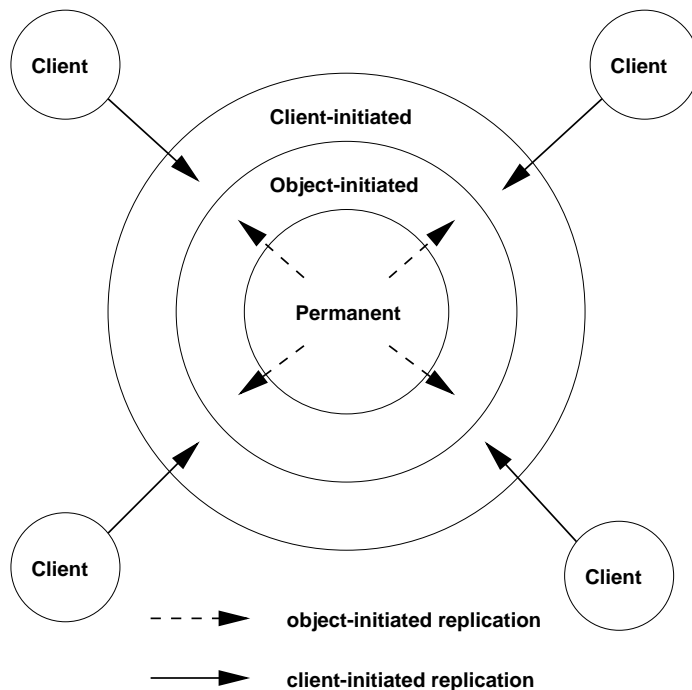 Client
Client
Client-initiated
Object-initiated
Permanent
Client
Client
object-initiated replication
client-initiated replication